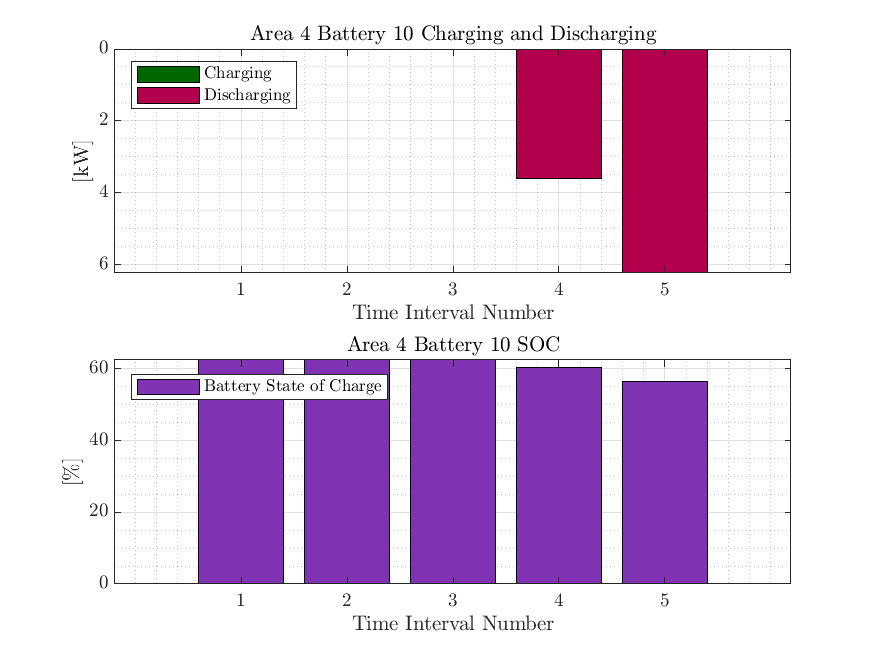 Area 4 Battery 10 Charging and Discharging
0
Charging
Discharging
2
[kW]
4
6
1 2 3 4 5
Time Interval Number
Area 4 Battery 10 SOC
60
Battery State of Charge
40
[%]
20
0
1 2 3 4 5
Time Interval Number